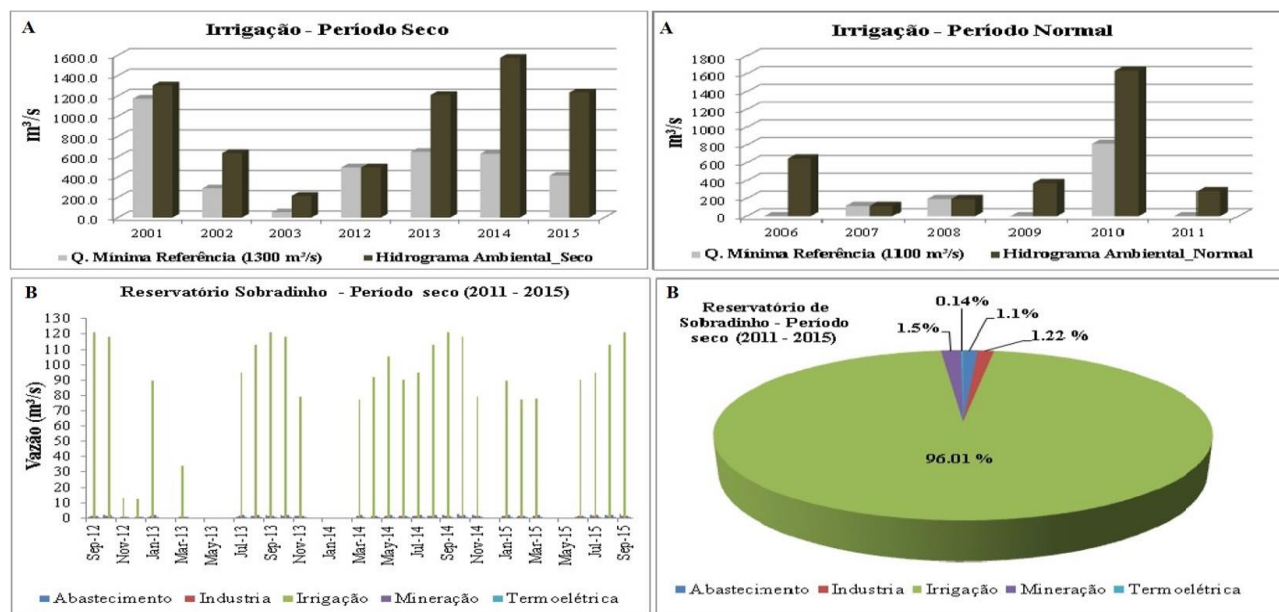 A
Irrigação - Período Seco
m³/s
1600.0
1400.0
1200.0
1000.0
800.0
600.0
400.0
200.0
0.0
2001 2002 2003 2012 2013 2014 2015
Q. Mínima Referência (1300 m³/s) Hidrograma Ambiental_Seco
A
Irrigação - Período Normal
m³/s
1800
1600
1400
1200
1000
800
600
400
200
0
2006 2007 2008 2009 2010 2011
Q. Mínima Referência (1100 m³/s) Hidrograma Ambiental_Normal
B
Reservatório Sobradinho - Período seco (2011 - 2015)
Vazão (m³/s)
130
120
110
100
90
80
70
60
50
40
30
20
10
0
Sep-12 Nov-12 Jan-13 Mar-13 May-13 Jul-13 Sep-13 Nov-13 Jan-14 Mar-14 May-14 Jul-14 Sep-14 Nov-14 Jan-15 Mar-15 May-15 Jul-15 Sep-15
Abastecimento Industria Irrigação Mineração Termoelétrica
B
Reservatório de
Sobradinho - Período
seco (2011 - 2015)
0.14%
1.1%
1.5%
1.22 %
96.01 %
Abastecimento Industria Irrigação Mineração Termoelétrica